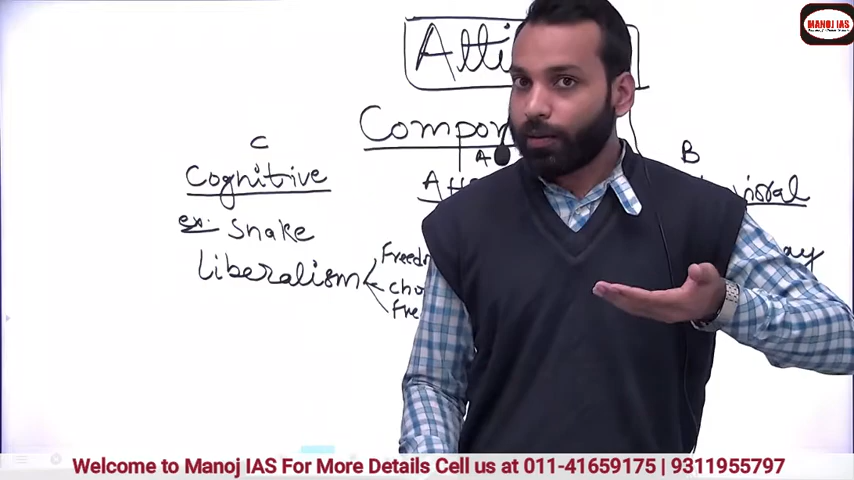 MANOJ IAS
Atti
Compon
C
A
B
Cognitive
Aff
vioral
ex. Snake
liberalism
Freed
cho
fre
ay
Welcome to Manoj IAS For More Details Cell us at 011-41659175 | 9311955797